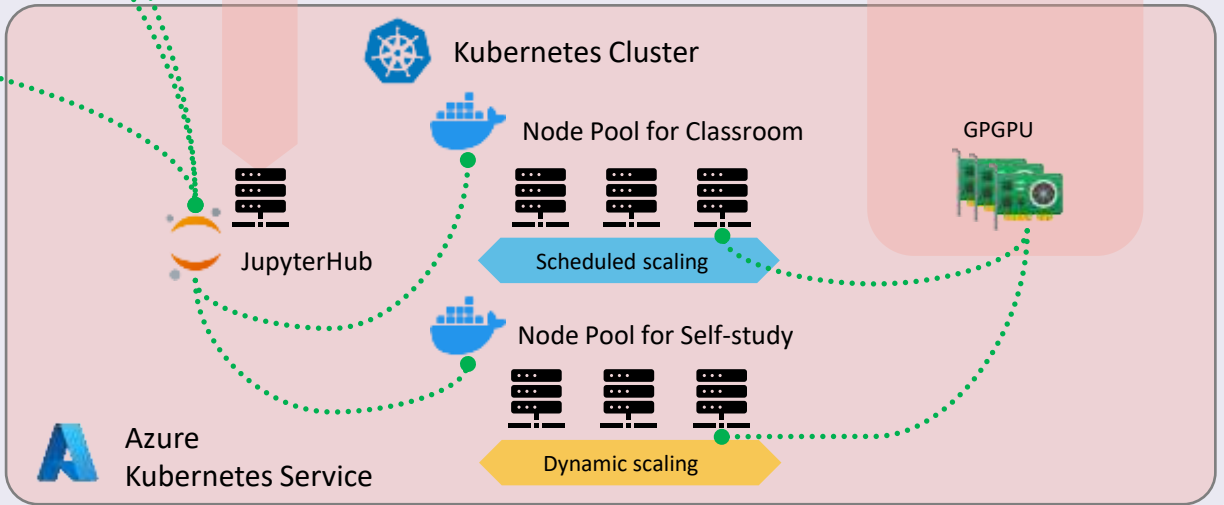 Kubernetes Cluster
Node Pool for Classroom
GPGPU
JupyterHub
Scheduled scaling
Node Pool for Self-study
Azure
Kubernetes Service
Dynamic scaling